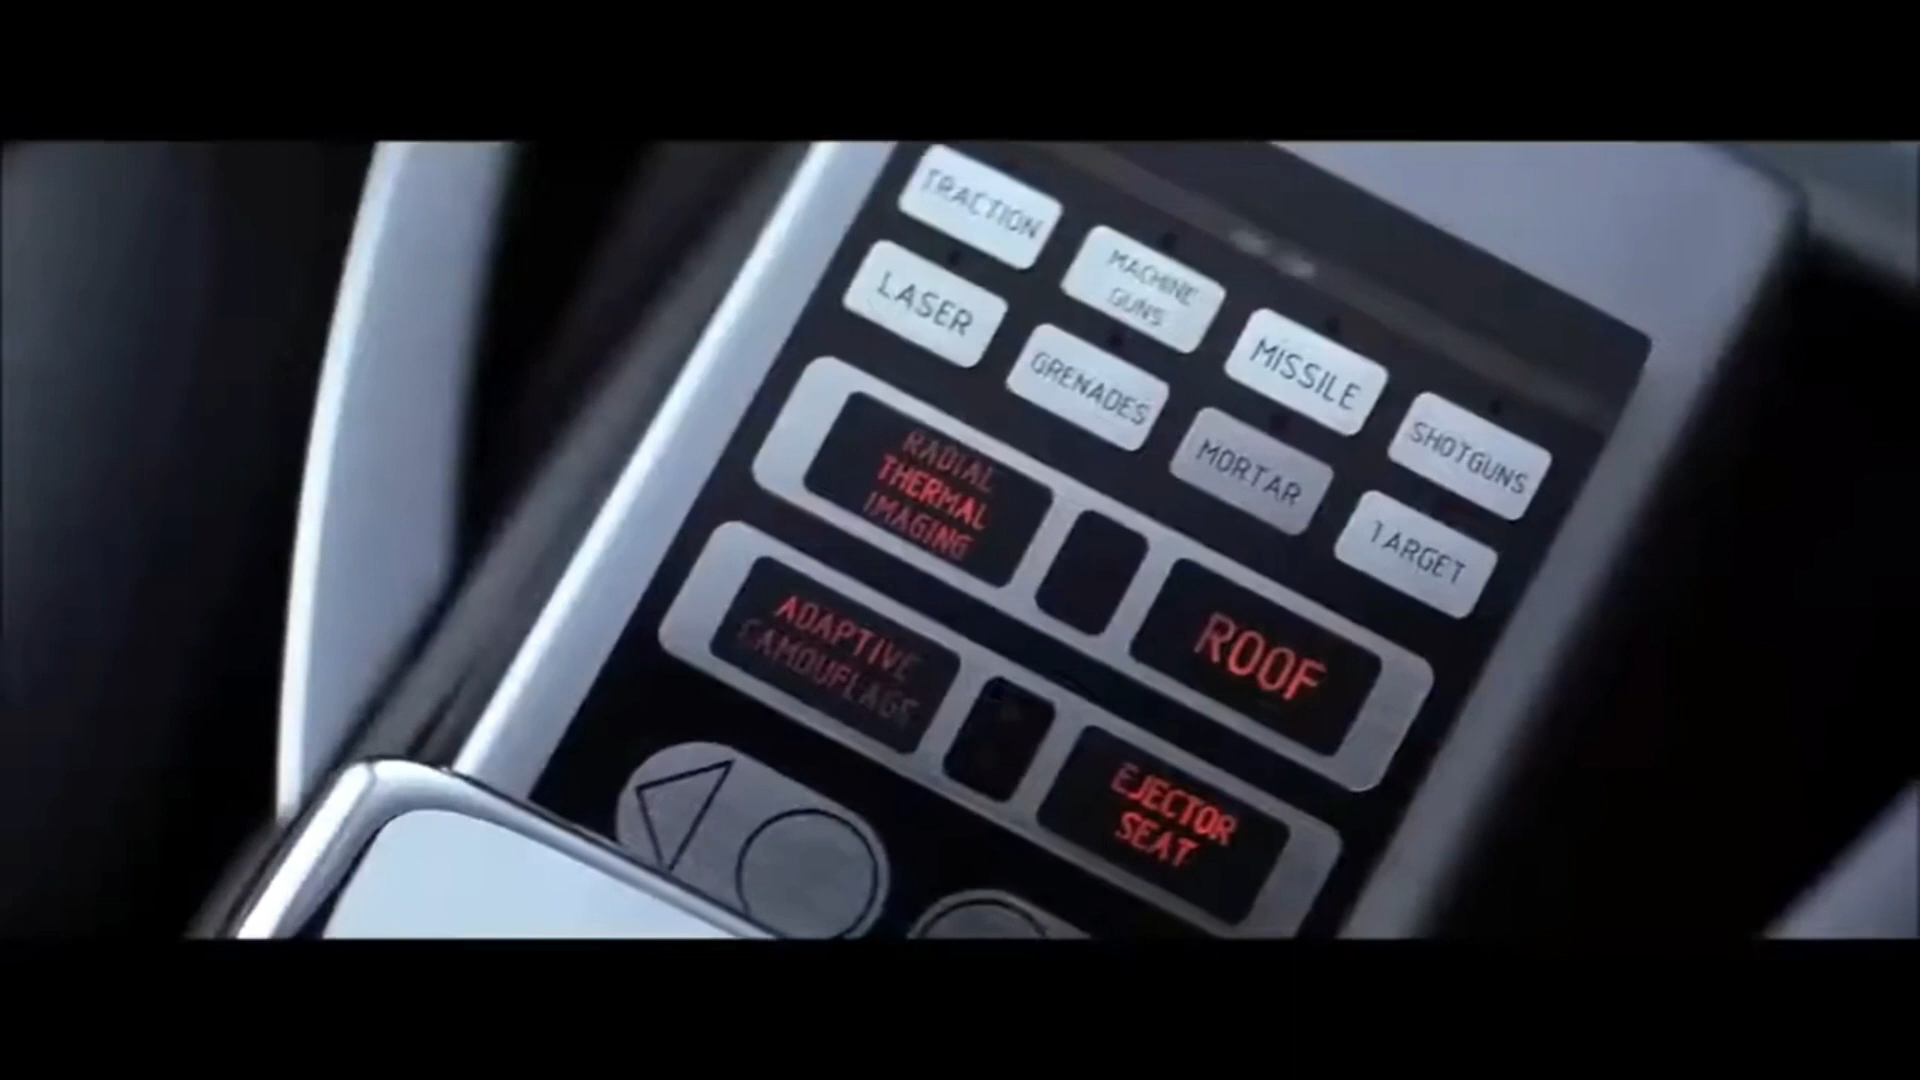 TRACTION
MACHINE
GUNS
MISSILE
SHOTGUNS
LASER
GRENADES
MORTAR
TARGET
RADIAL
THERMAL
IMAGING
ROOF
ADAPTIVE
CAMOUFLAGE
EJECTOR
SEAT